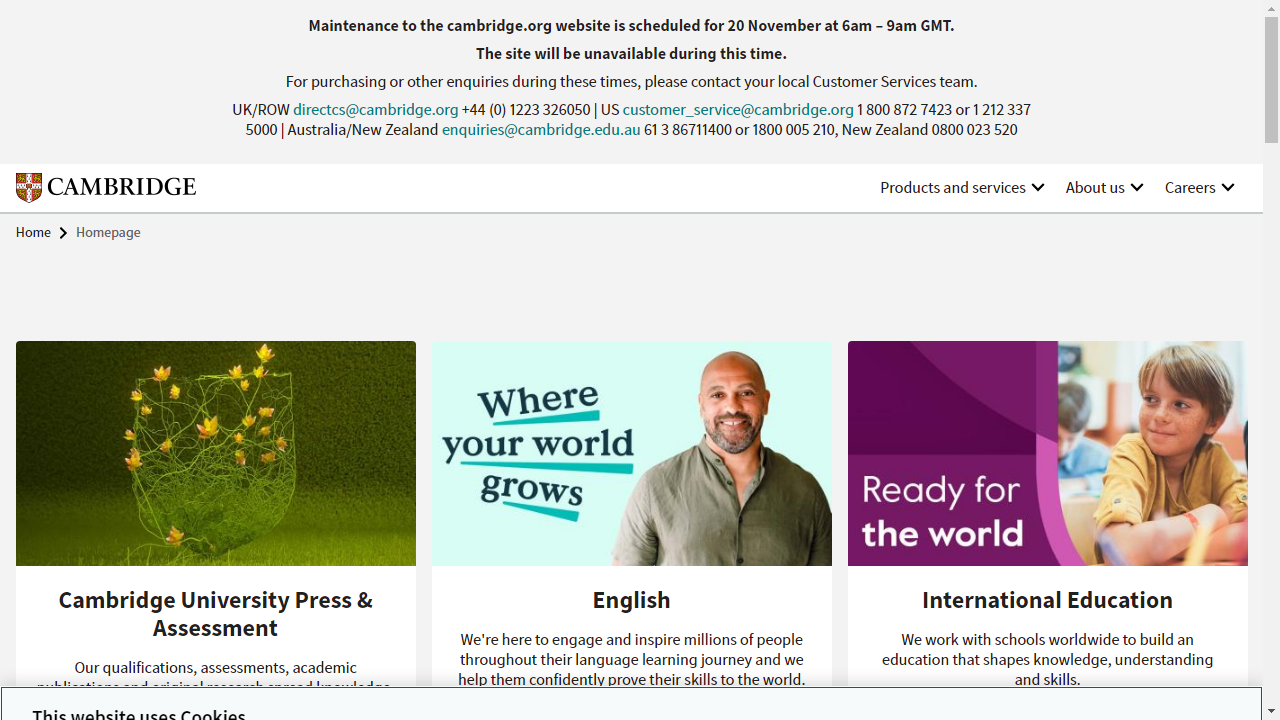 Maintenance to the cambridge.org website is scheduled for 20 November at 6am – 9am GMT.
The site will be unavailable during this time.
For purchasing or other enquiries during these times, please contact your local Customer Services team.
UK/ROW directcs@cambridge.org +44 (0) 1223 326050 | US customer_service@cambridge.org 1 800 872 7423 or 1 212 337
5000 | Australia/New Zealand enquiries@cambridge.edu.au 61 3 86711400 or 1800 005 210, New Zealand 0800 023 520
CAMBRIDGE
Products and services
About us
Careers
Home
Homepage
Where
your world
grows
Ready for
the world
Cambridge University Press &
Assessment
Our qualifications, assessments, academic
publications and original research spread knowledge
English
We're here to engage and inspire millions of people
throughout their language learning journey and we
help them confidently prove their skills to the world.
International Education
We work with schools worldwide to build an
education that shapes knowledge, understanding
and skills.
This website uses Cookies